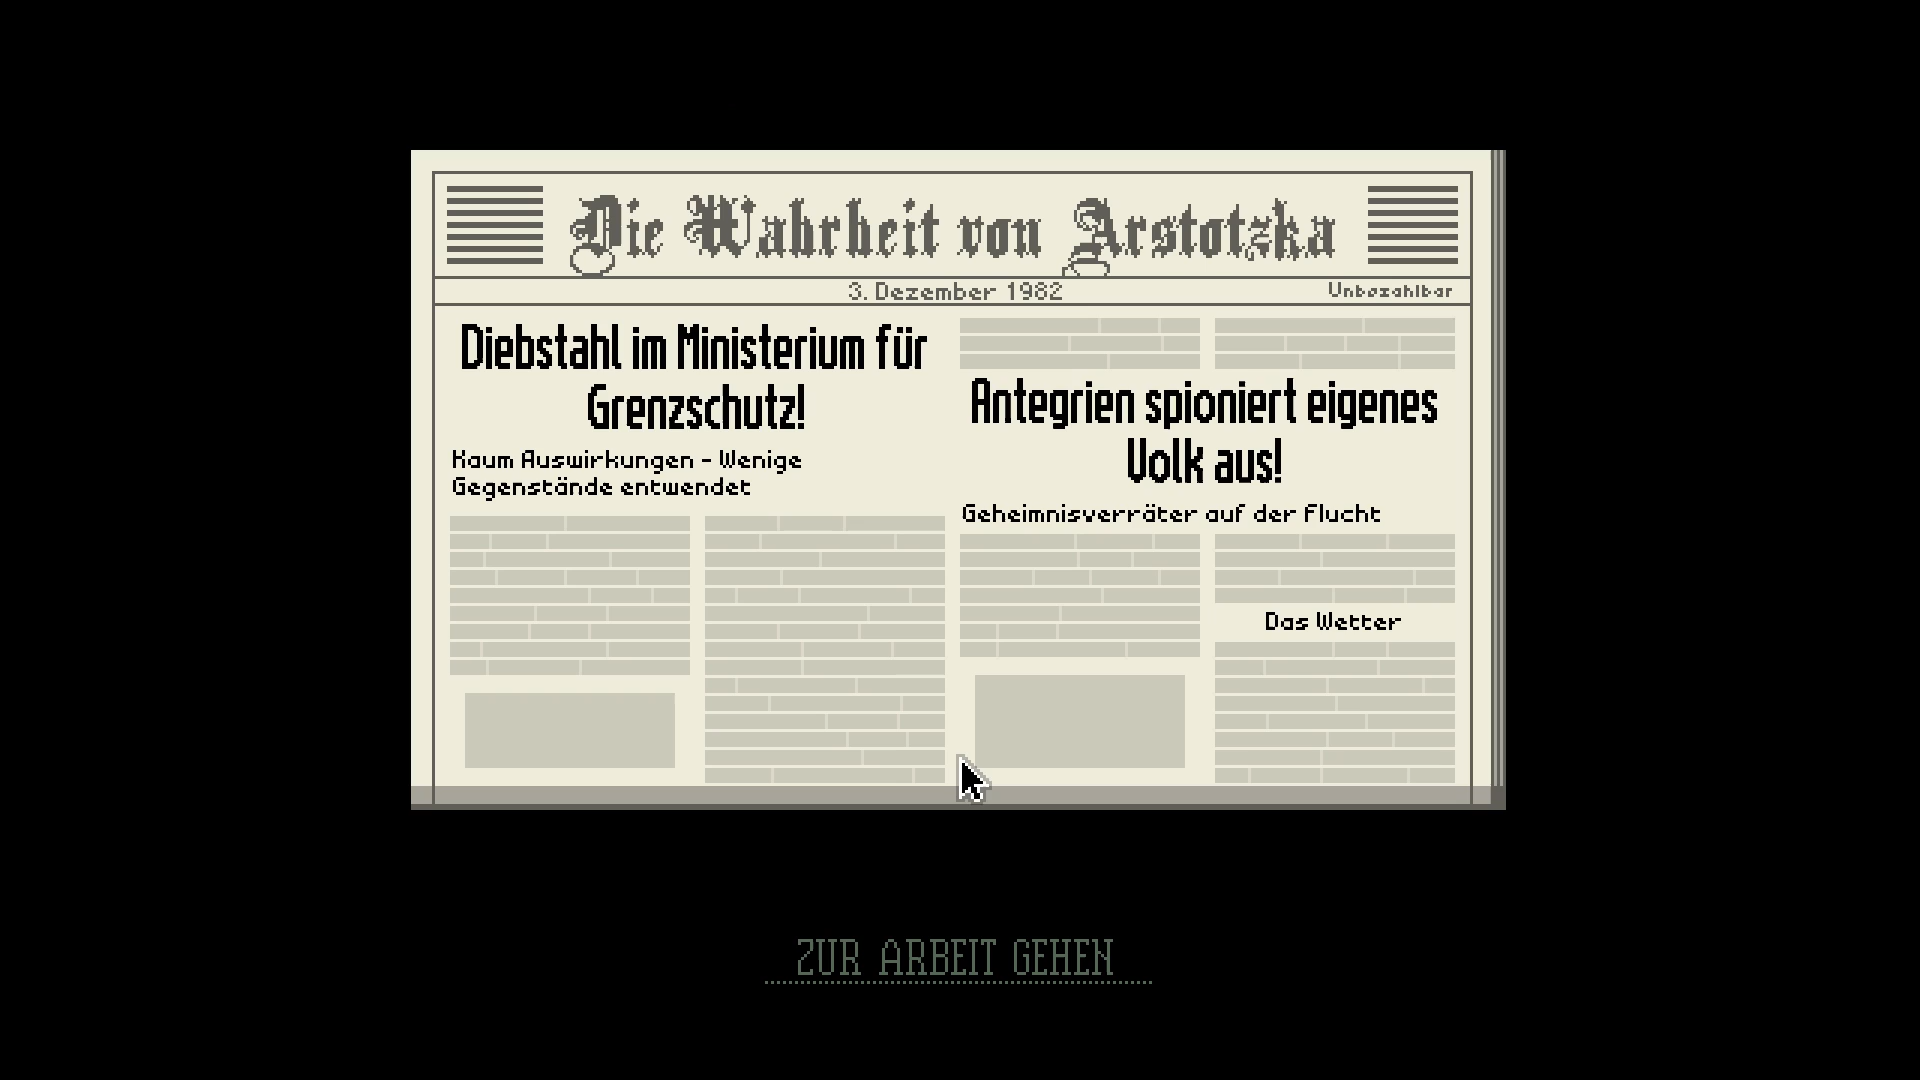 Die Wahrheit von Arstotzka
3. Dezember 1982
Unbezahlbar
Diebstahl im Ministerium für
Grenzschutz!
Kaum Auswirkungen - Wenige
Gegenstände entwendet
Antegrien spioniert eigenes
Volk aus!
Geheimnisverräter auf der Flucht
Das Wetter
ZUR ARBEIT GEHEN